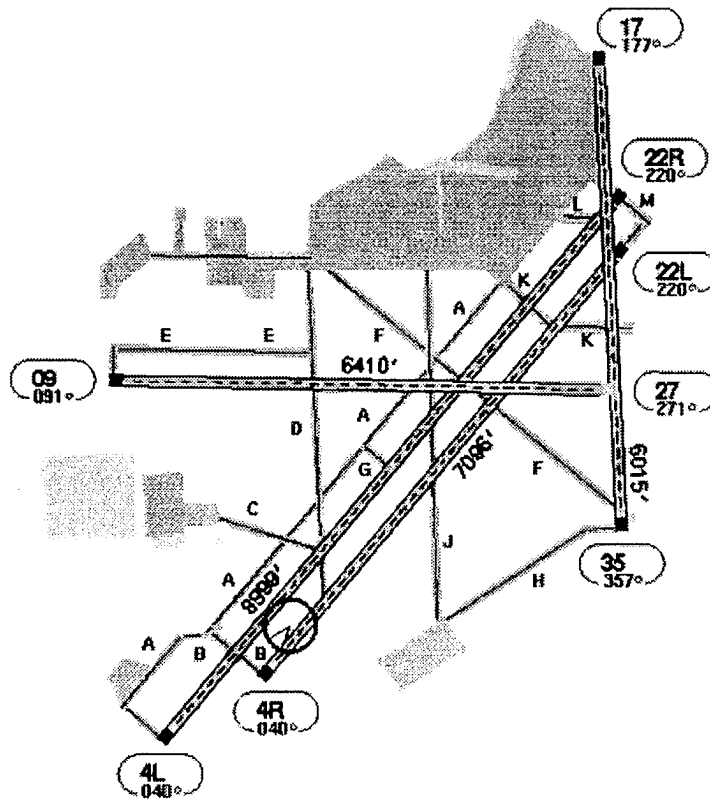 17
177°
22R
220°
M
L
22L
220°
K
A
K
F
E
E
6410'
09
091°
27
271°
A
D
G
7096'
F
6015'
C
J
35
357°
H
A
8999'
A
B
B
4R
040°
4L
040°